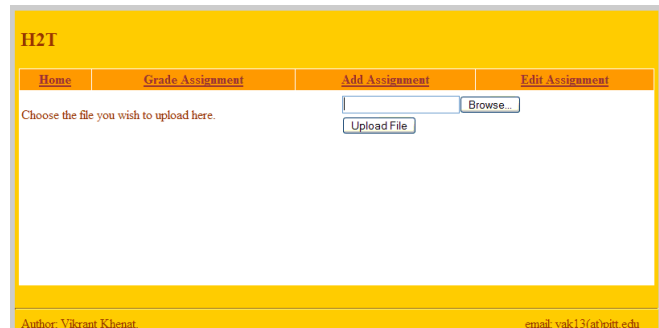 H2T
Home Grade Assignment Add Assignment Edit Assignment
Choose the file you wish to upload here. Browse...
Upload File
Author: Vikrant Khenat. email: vak13(at)pitt.edu